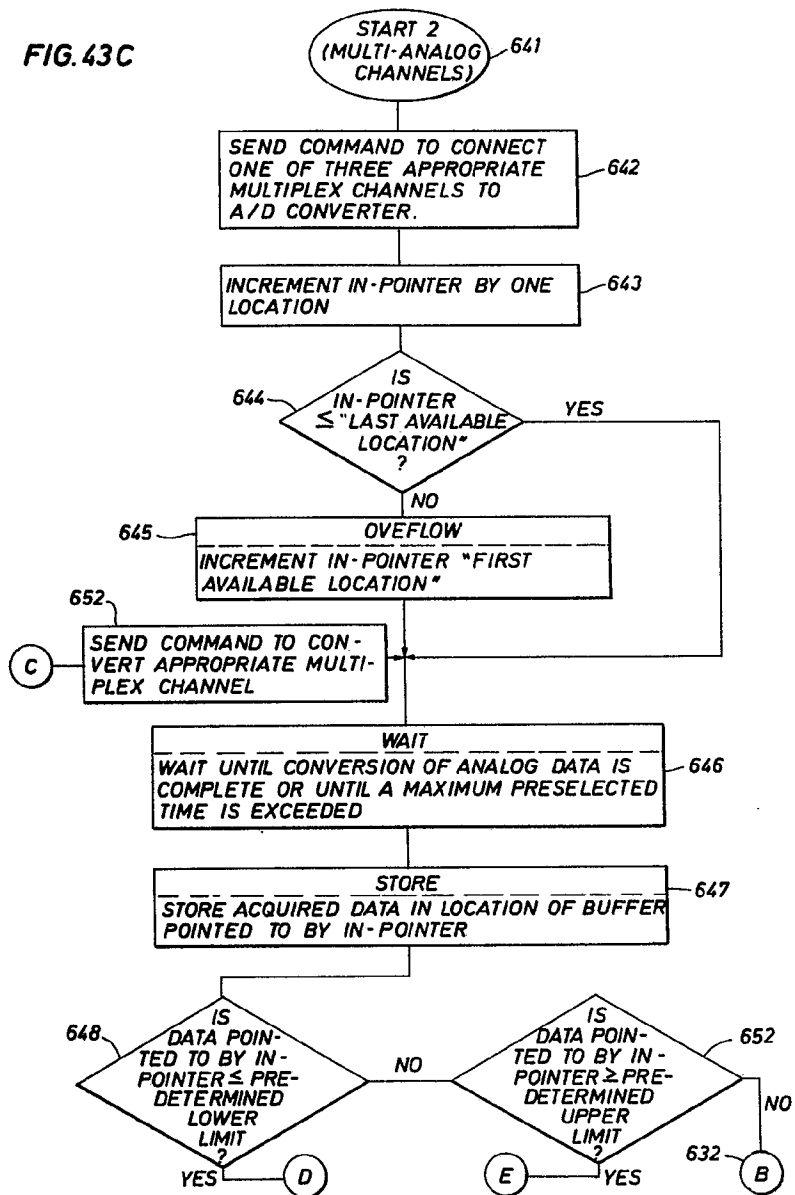 FIG. 43C
START 2
(MULTI-ANALOG
CHANNELS)
641
SEND COMMAND TO CONNECT
ONE OF THREE APPROPRIATE
MULTIPLEX CHANNELS TO
A/D CONVERTER.
642
INCREMENT IN-POINTER BY ONE
LOCATION
643
644
IS
IN-POINTER
≤ "LAST AVAILABLE
LOCATION"
?
YES
NO
645
OVEFLOW
INCREMENT IN-POINTER "FIRST
AVAILABLE LOCATION"
652
C
SEND COMMAND TO CON-
VERT APPROPRIATE MULTI-
PLEX CHANNEL
WAIT
WAIT UNTIL CONVERSION OF ANALOG DATA IS
COMPLETE OR UNTIL A MAXIMUM PRESELECTED
TIME IS EXCEEDED
646
STORE
STORE ACQUIRED DATA IN LOCATION OF BUFFER
POINTED TO BY IN-POINTER
647
648
IS
DATA POIN-
TED TO BY IN-
POINTER ≤ PRE-
DETERMINED
LOWER
LIMIT
?
YES
D
NO
IS
DATA POIN-
TED TO BY IN-
POINTER ≥ PRE-
DETERMINED
UPPER
LIMIT
?
652
NO
632
B
E
YES